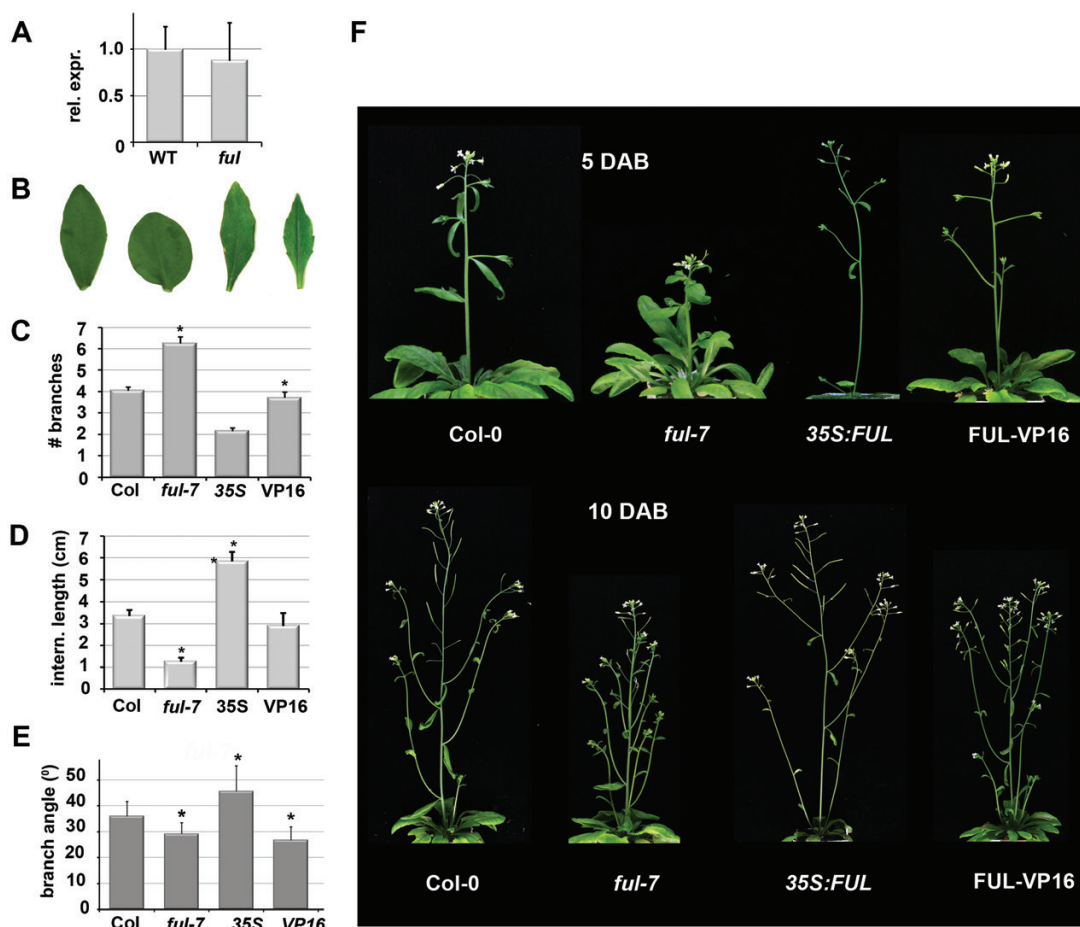 A
rel. expr.
1.0
0.5
0
WT ful
B
C
# branches
7
6
5
4
3
2
1
0
* *
Col ful-7 35S VP16
D
intern. length (cm)
7
6
5
4
3
2
1
0
* * *
Col ful-7 35S VP16
E
branch angle (º)
50
40
30
20
10
0
* * *
Col ful-7 35S VP16
F
5 DAB
Col-0 ful-7 35S:FUL FUL-VP16
10 DAB
Col-0 ful-7 35S:FUL FUL-VP16